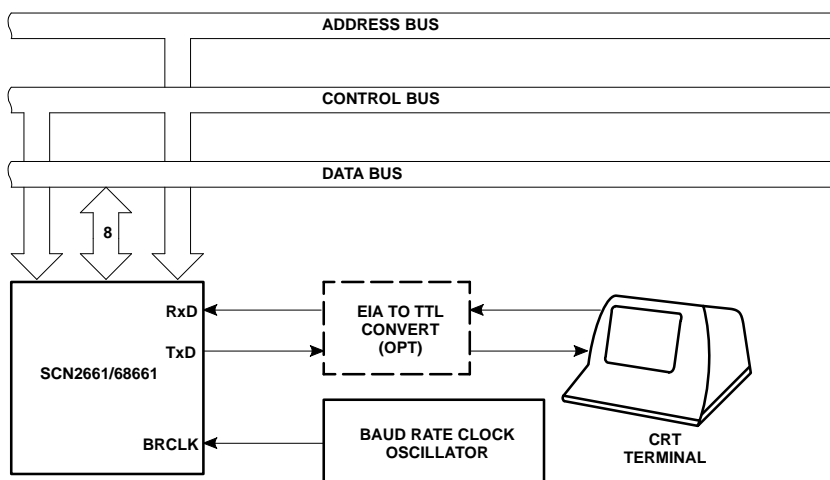 ADDRESS BUS
CONTROL BUS
DATA BUS
8
RxD
TxD
SCN2661/68661
BRCLK
EIA TO TTL
CONVERT
(OPT)
BAUD RATE CLOCK
OSCILLATOR
CRT
TERMINAL